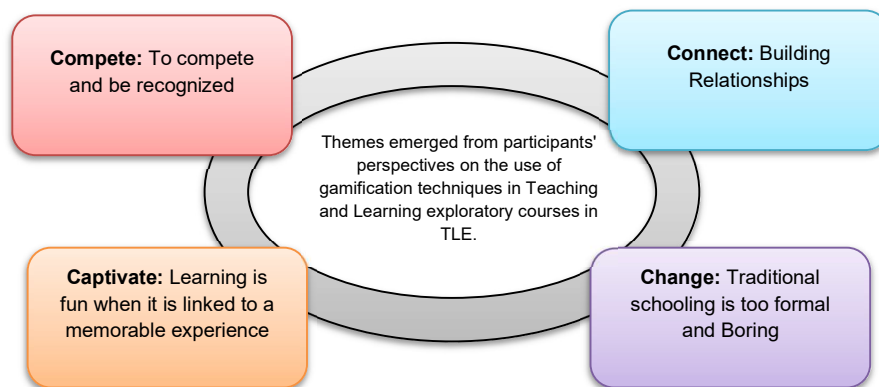 Compete: To compete
and be recognized
Connect: Building
Relationships
Themes emerged from participants'
perspectives on the use of
gamification techniques in Teaching
and Learning exploratory courses in
TLE.
Captivate: Learning is
fun when it is linked to a
memorable experience
Change: Traditional
schooling is too formal
and Boring